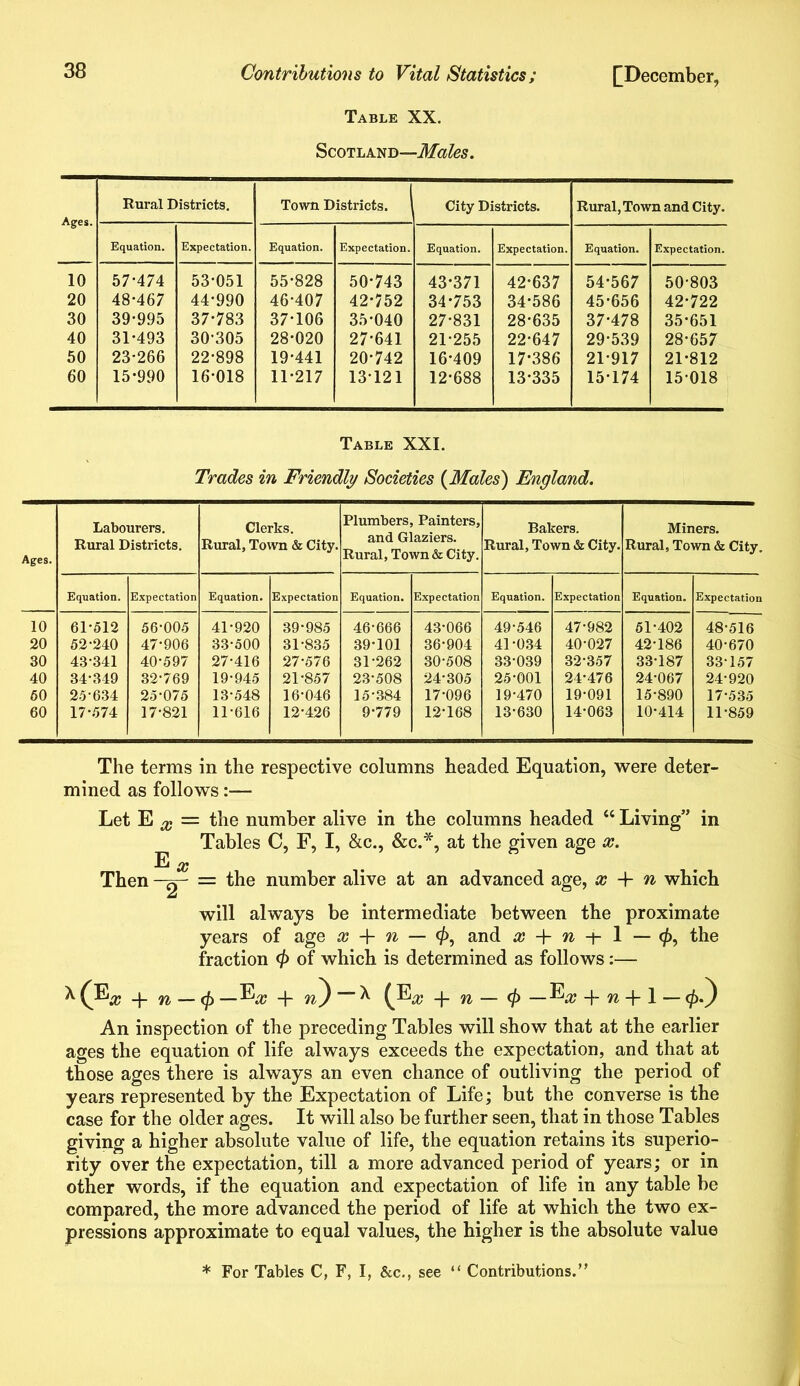 38 Contributions to Vital Statistics; [December,
Table XX.
Scotland—Males.
Ages. | Rural Districts. | Town Districts. | City Districts. | Rural, Town and City.
Equation. | Expectation. | Equation. | Expectation. | Equation. | Expectation. | Equation. | Expectation.
10 | 57·474 | 53·051 | 55·828 | 50·743 | 43·371 | 42·637 | 54·567 | 50·803
20 | 48·467 | 44·990 | 46·407 | 42·752 | 34·753 | 34·586 | 45·656 | 42·722
30 | 39·995 | 37·783 | 37·106 | 35·040 | 27·831 | 28·635 | 37·478 | 35·651
40 | 31·493 | 30·305 | 28·020 | 27·641 | 21·255 | 22·647 | 29·539 | 28·657
50 | 23·266 | 22·898 | 19·441 | 20·742 | 16·409 | 17·386 | 21·917 | 21·812
60 | 15·990 | 16·018 | 11·217 | 13·121 | 12·688 | 13·335 | 15·174 | 15·018
Table XXI.
Trades in Friendly Societies (Males) England.
Ages. | Labourers. Rural Districts. | Clerks. Rural, Town & City. | Plumbers, Painters, and Glaziers. Rural, Town & City. | Bakers. Rural, Town & City. | Miners. Rural, Town & City.
Equation. | Expectation | Equation. | Expectation | Equation. | Expectation | Equation. | Expectation | Equation. | Expectation
10 | 61·512 | 56·005 | 41·920 | 39·985 | 46·666 | 43·066 | 49·546 | 47·982 | 51·402 | 48·516
20 | 52·240 | 47·906 | 33·500 | 31·835 | 39·101 | 36·904 | 41·034 | 40·027 | 42·186 | 40·670
30 | 43·341 | 40·597 | 27·416 | 27·576 | 31·262 | 30·508 | 33·039 | 32·357 | 33·187 | 33·157
40 | 34·349 | 32·769 | 19·945 | 21·857 | 23·508 | 24·305 | 25·001 | 24·476 | 24·067 | 24·920
50 | 25·634 | 25·075 | 13·548 | 16·046 | 15·384 | 17·096 | 19·470 | 19·091 | 15·890 | 17·535
60 | 17·574 | 17·821 | 11·616 | 12·426 | 9·779 | 12·168 | 13·630 | 14·063 | 10·414 | 11·859
The terms in the respective columns headed Equation, were deter-
mined as follows:—
Let E x = the number alive in the columns headed “Living” in
Tables C, F, I, &c., &c.*, at the given age x.
Then E x / 2 = the number alive at an advanced age, x + n which
will always be intermediate between the proximate
years of age x + n — φ, and x + n + 1 — φ, the
fraction φ of which is determined as follows:—
λ(Ex + n — φ —Ex + n) — λ (Ex + n — φ —Ex + n + 1 — φ.)
An inspection of the preceding Tables will show that at the earlier
ages the equation of life always exceeds the expectation, and that at
those ages there is always an even chance of outliving the period of
years represented by the Expectation of Life; but the converse is the
case for the older ages. It will also be further seen, that in those Tables
giving a higher absolute value of life, the equation retains its superio-
rity over the expectation, till a more advanced period of years; or in
other words, if the equation and expectation of life in any table be
compared, the more advanced the period of life at which the two ex-
pressions approximate to equal values, the higher is the absolute value
* For Tables C, F, I, &c., see “Contributions.”